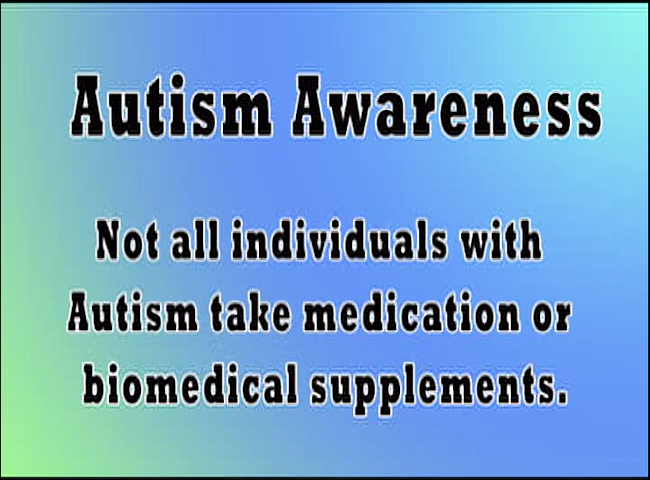 Autism Awareness
Not all individuals with
Autism take medication or
biomedical supplements.